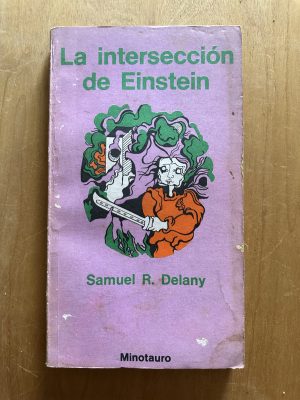 La intersección
de Einstein
Samuel R. Delany
Minotauro